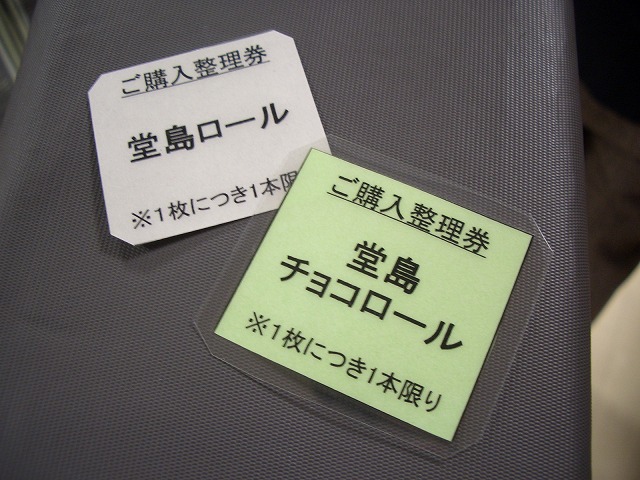 ご購入整理券
堂島ロール
※1枚につき1本限
ご購入整理券
堂島
チョコロール
※1枚につき1本限り